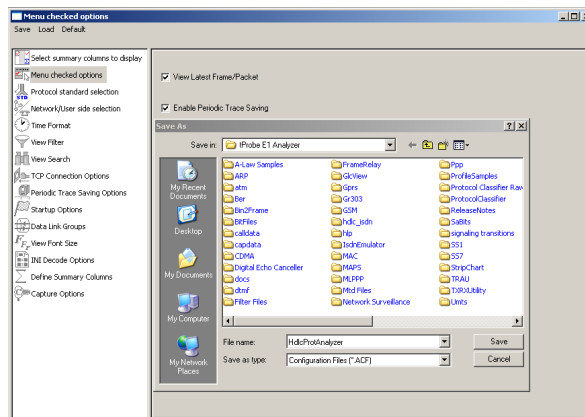 Menu checked options
Save Load Default
Select summary columns to display
Menu checked options
Protocol standard selection
Network/User side selection
Time Format
View Filter
View Search
TCP Connection Options
Periodic Trace Saving Options
Startup Options
Data Link Groups
View Font Size
INI Decode Options
Define Summary Columns
Capture Options
View Latest Frame/Packet
Enable Periodic Trace Saving
Save As
Save in: tProbe E1 Analyzer
My Recent
Documents
Desktop
My Documents
My Computer
My Network
Places
A-Law Samples
ARP
atm
Ber
Bin2Frame
BitFiles
calldata
capdata
CDMA
Digital Echo Canceller
docs
dtmf
Filter Files
FrameRelay
GlcView
Gprs
Gr303
GSM
hdlc_isdn
hlp
IsdnEmulator
MAC
MAPS
MLPPP
Mtd Files
Network Surveillance
Ppp
ProfileSamples
Protocol Classifier Raw
ProtocolClassifier
ReleaseNotes
SaBits
signaling transitions
SS1
SS7
StripChart
TRAU
TXRXUtility
Umts
File name: HdlcProtAnalyzer Save
Save as type: Configuration Files (*.ACF) Cancel